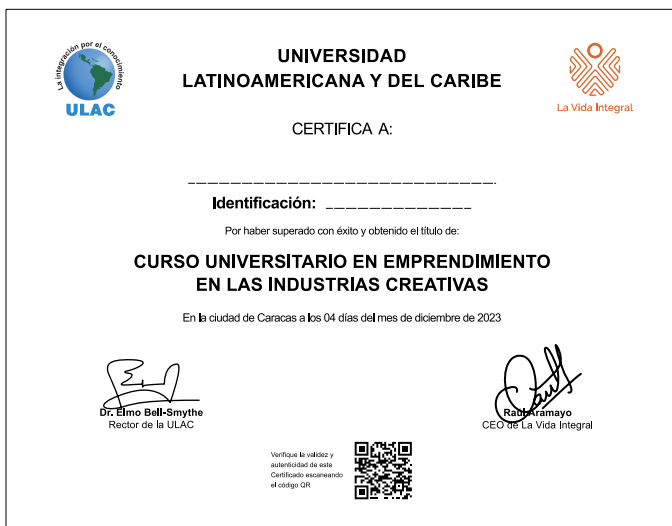 La integración por el conocimiento
ULAC
UNIVERSIDAD
LATINOAMERICANA Y DEL CARIBE
La Vida Integral
CERTIFICA A:
Identificación:
Por haber superado con éxito y obtenido el título de:
CURSO UNIVERSITARIO EN EMPRENDIMIENTO
EN LAS INDUSTRIAS CREATIVAS
En la ciudad de Caracas a los 04 días del mes de diciembre de 2023
Dr. Elmo Bell-Smythe
Rector de la ULAC
Raúl Aramayo
CEO de La Vida Integral
Verifique la validez y
autenticidad de este
Certificado escaneando
el código QR